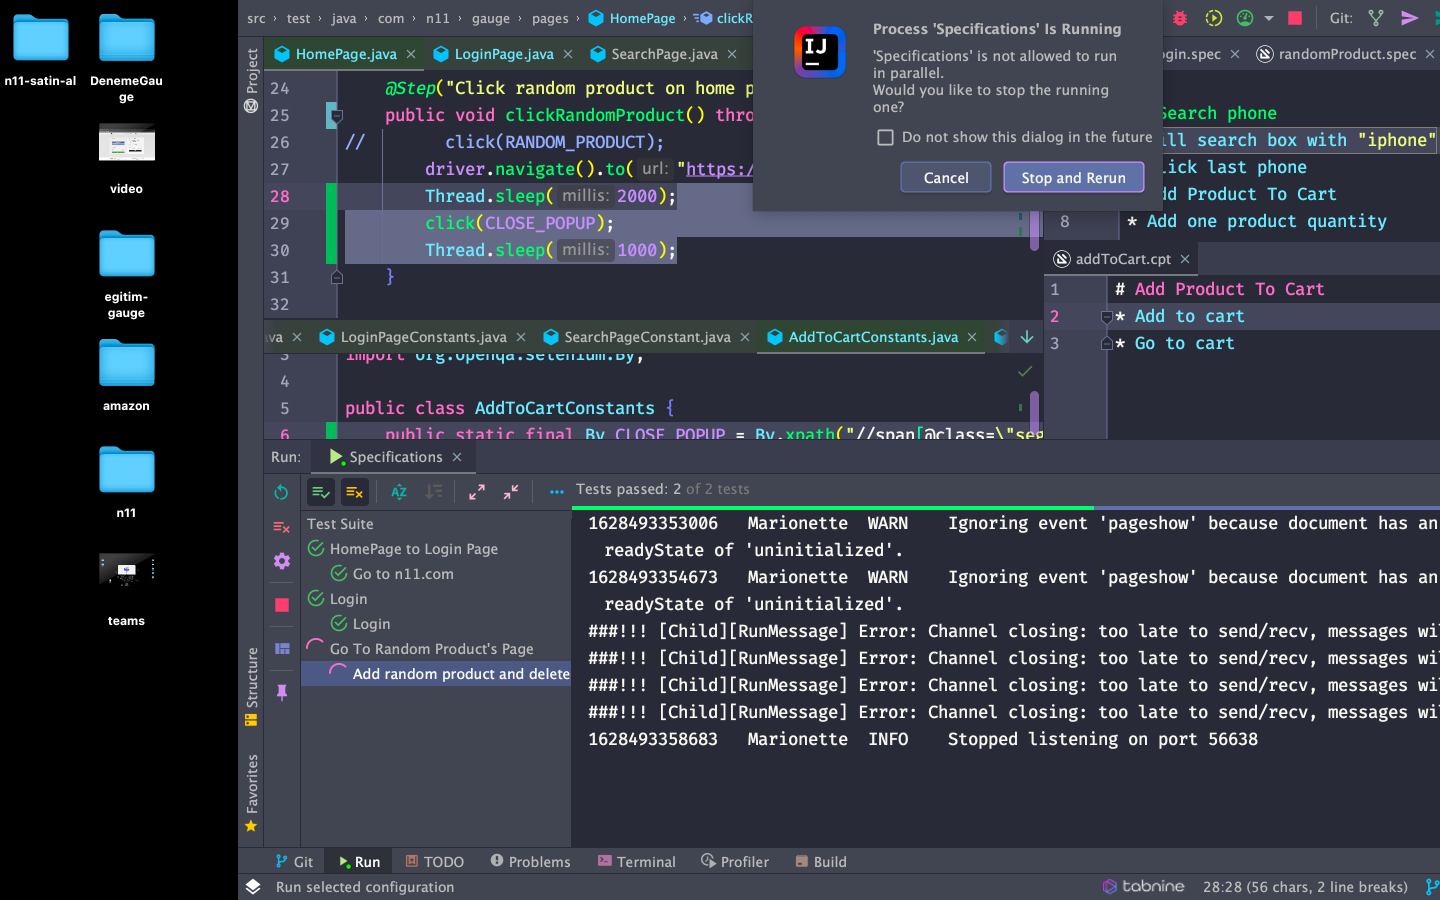 n11-satin-al
DenemeGau
ge
video
egitim-
gauge
amazon
n11
teams
src › test › java › com › n11 › gauge › pages › HomePage › clickR
Git:
HomePage.java
LoginPage.java
SearchPage.java
gin.spec
randomProduct.spec
Process 'Specifications' Is Running
'Specifications' is not allowed to run
in parallel.
Would you like to stop the running
one?
Do not show this dialog in the future
Cancel
Stop and Rerun
Project
24 @Step("Click random product on home p
25 public void clickRandomProduct() thro
26 // click(RANDOM_PRODUCT);
27 driver.navigate().to( url: "https:/
28 Thread.sleep( millis: 2000);
29 click(CLOSE_POPUP);
30 Thread.sleep( millis: 1000);
31 }
32
Search phone
ll search box with "iphone"
ick last phone
dd Product To Cart
8 * Add one product quantity
addToCart.cpt
1 # Add Product To Cart
2 * Add to cart
3 * Go to cart
va
LoginPageConstants.java
SearchPageConstant.java
AddToCartConstants.java
3 import org.openqa.selenium.By;
4
5 public class AddToCartConstants {
6 public static final By CLOSE_POPUP = By.xpath("//span[@class=\"seg
Run:
Specifications
Tests passed: 2 of 2 tests
Test Suite
HomePage to Login Page
Go to n11.com
Login
Login
Go To Random Product's Page
Add random product and delete
1628493353006 Marionette WARN Ignoring event 'pageshow' because document has an
readyState of 'uninitialized'.
1628493354673 Marionette WARN Ignoring event 'pageshow' because document has an
readyState of 'uninitialized'.
###!!! [Child][RunMessage] Error: Channel closing: too late to send/recv, messages wi
###!!! [Child][RunMessage] Error: Channel closing: too late to send/recv, messages wi
###!!! [Child][RunMessage] Error: Channel closing: too late to send/recv, messages wi
###!!! [Child][RunMessage] Error: Channel closing: too late to send/recv, messages wi
1628493358683 Marionette INFO Stopped listening on port 56638
Structure
Favorites
Git
Run
TODO
Problems
Terminal
Profiler
Build
Run selected configuration
tabnine
28:28 (56 chars, 2 line breaks)